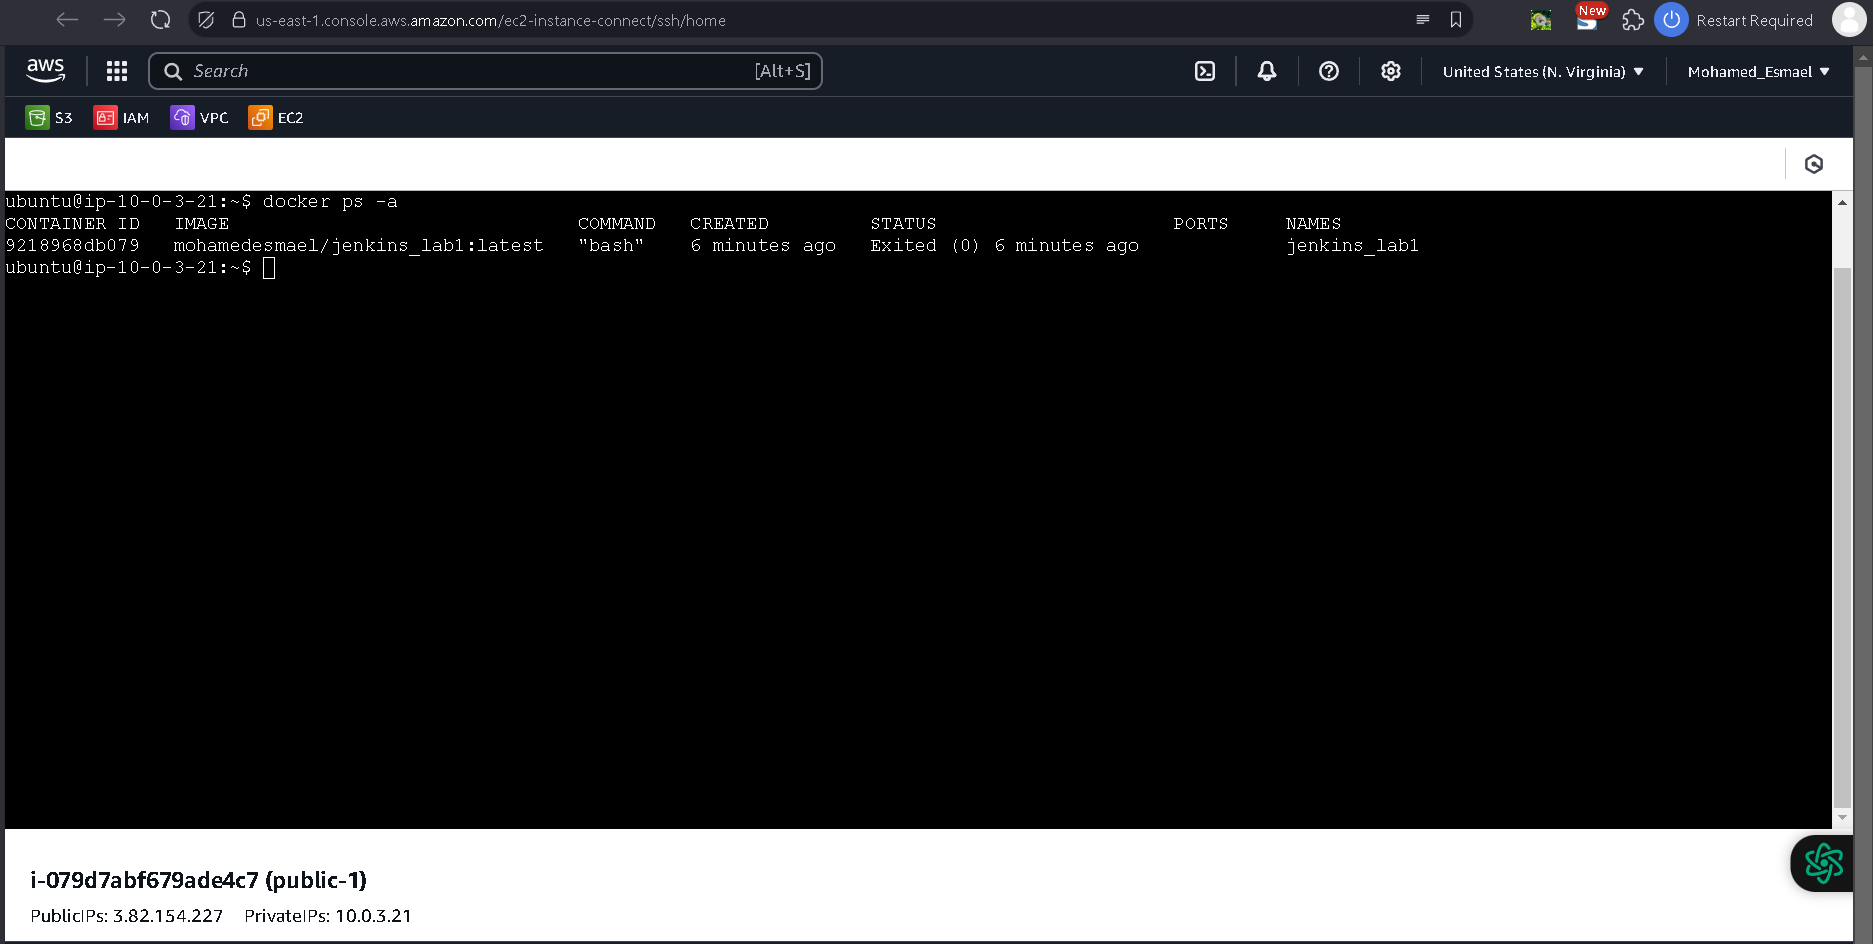 us-east-1.console.aws.amazon.com/ec2-instance-connect/ssh/home
New
Restart Required
aws
Search
[Alt+S]
United States (N. Virginia)
Mohamed_Esmael
S3
IAM
VPC
EC2
ubuntu@ip-10-0-3-21:~$ docker ps -a
CONTAINER ID   IMAGE                               COMMAND   CREATED         STATUS                     PORTS     NAMES
9218968db079   mohamedesmael/jenkins_lab1:latest   "bash"    6 minutes ago   Exited (0) 6 minutes ago             jenkins_lab1
ubuntu@ip-10-0-3-21:~$
i-079d7abf679ade4c7 (public-1)
PublicIPs: 3.82.154.227    PrivateIPs: 10.0.3.21